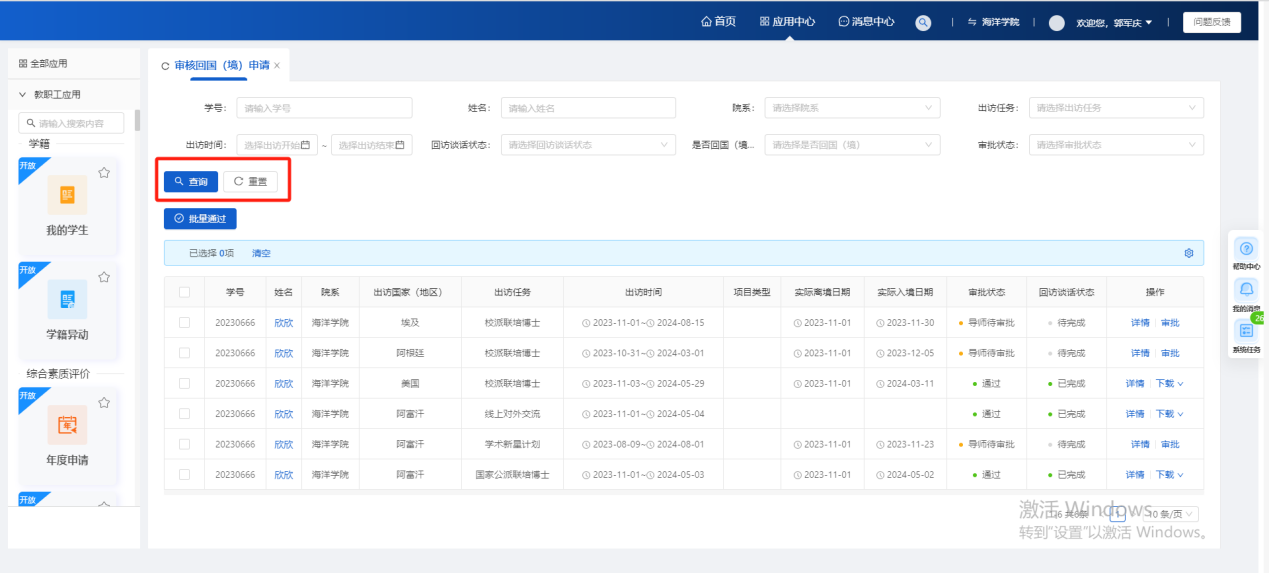 首页 应用中心 消息中心 海洋学院 欢迎您，郭军庆 问题反馈
全部应用
教职工应用
请输入搜索内容
学籍
开放
我的学生
开放
学籍异动
综合素质评价
开放
年度申请
开放
审核回国（境）申请 ×
学号: 请输入学号 姓名: 请输入姓名 院系: 请选择院系 出访任务: 请选择出访任务
出访时间: 选择出访开始 ~ 选择出访结束 回访谈话状态: 请选择回访谈话状态 是否回国（境... 请选择是否回国（境） 审批状态: 请选择审批状态
查询 重置
批量通过
已选择 0项 清空
学号 姓名 院系 出访国家（地区） 出访任务 出访时间 项目类型 实际离境日期 实际入境日期 审批状态 回访谈话状态 操作
20230666 欣欣 海洋学院 埃及 校派联培博士 2023-11-01~2024-08-15 2023-11-01 2023-11-30 导师待审批 待完成 详情 审批
20230666 欣欣 海洋学院 阿根廷 校派联培博士 2023-10-31~2024-03-01 2023-11-01 2023-12-05 导师待审批 待完成 详情 审批
20230666 欣欣 海洋学院 美国 校派联培博士 2023-11-03~2024-05-29 2023-11-01 2024-03-11 通过 已完成 详情 下载
20230666 欣欣 海洋学院 阿富汗 线上对外交流 2023-11-01~2024-05-04 通过 已完成 详情 下载
20230666 欣欣 海洋学院 阿富汗 学术新星计划 2023-08-09~2024-08-01 2023-11-01 2023-11-23 导师待审批 待完成 详情 审批
20230666 欣欣 海洋学院 阿富汗 国家公派联培博士 2023-11-01~2024-05-03 2023-11-01 2024-05-02 通过 已完成 详情 下载
1 10 条/页
激活 Windows
转到"设置"以激活 Windows。
帮助中心
我的消息
26
系统任务